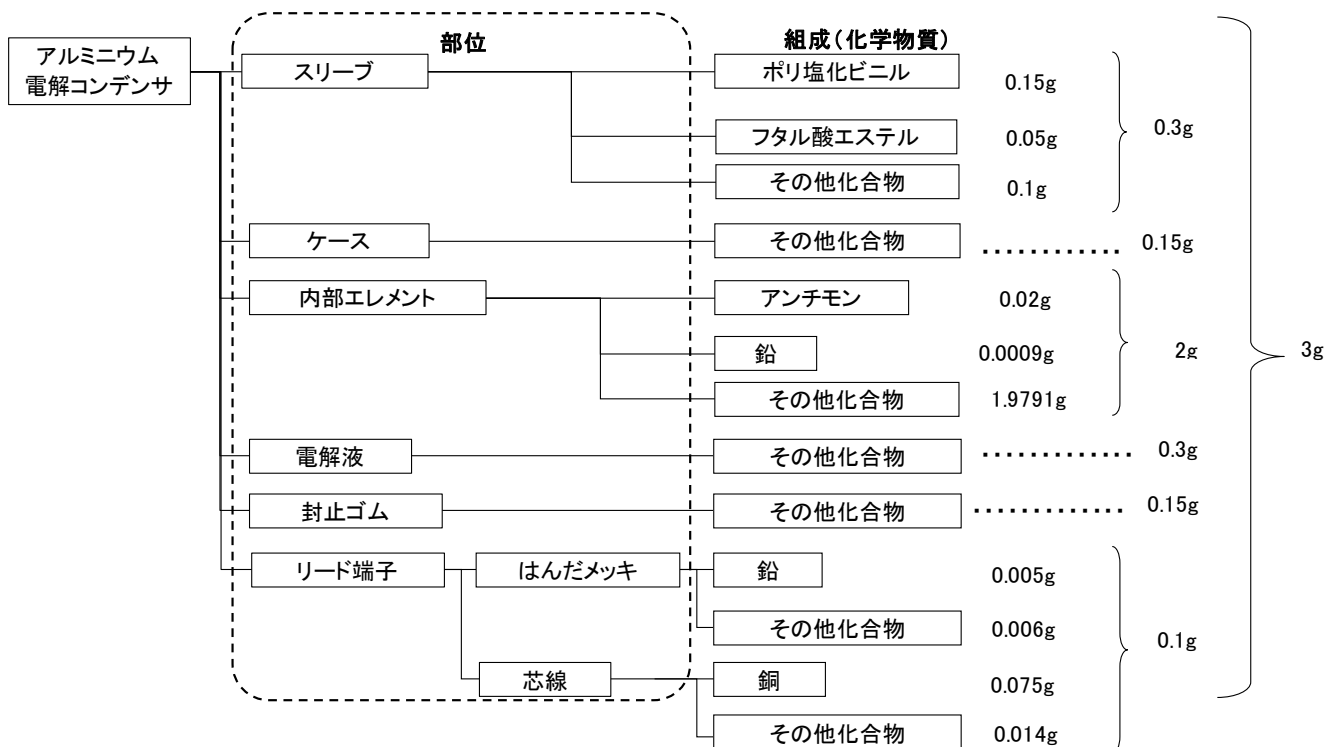 部位
組成(化学物質)
アルミニウム
電解コンデンサ
スリーブ
ポリ塩化ビニル
0.15g
フタル酸エステル
0.05g
0.3g
その他化合物
0.1g
ケース
その他化合物
............
0.15g
内部エレメント
アンチモン
0.02g
鉛
0.0009g
2g
3g
その他化合物
1.9791g
電解液
その他化合物
.............
0.3g
封止ゴム
その他化合物
.............
0.15g
リード端子
はんだメッキ
鉛
0.005g
その他化合物
0.006g
0.1g
芯線
銅
0.075g
その他化合物
0.014g